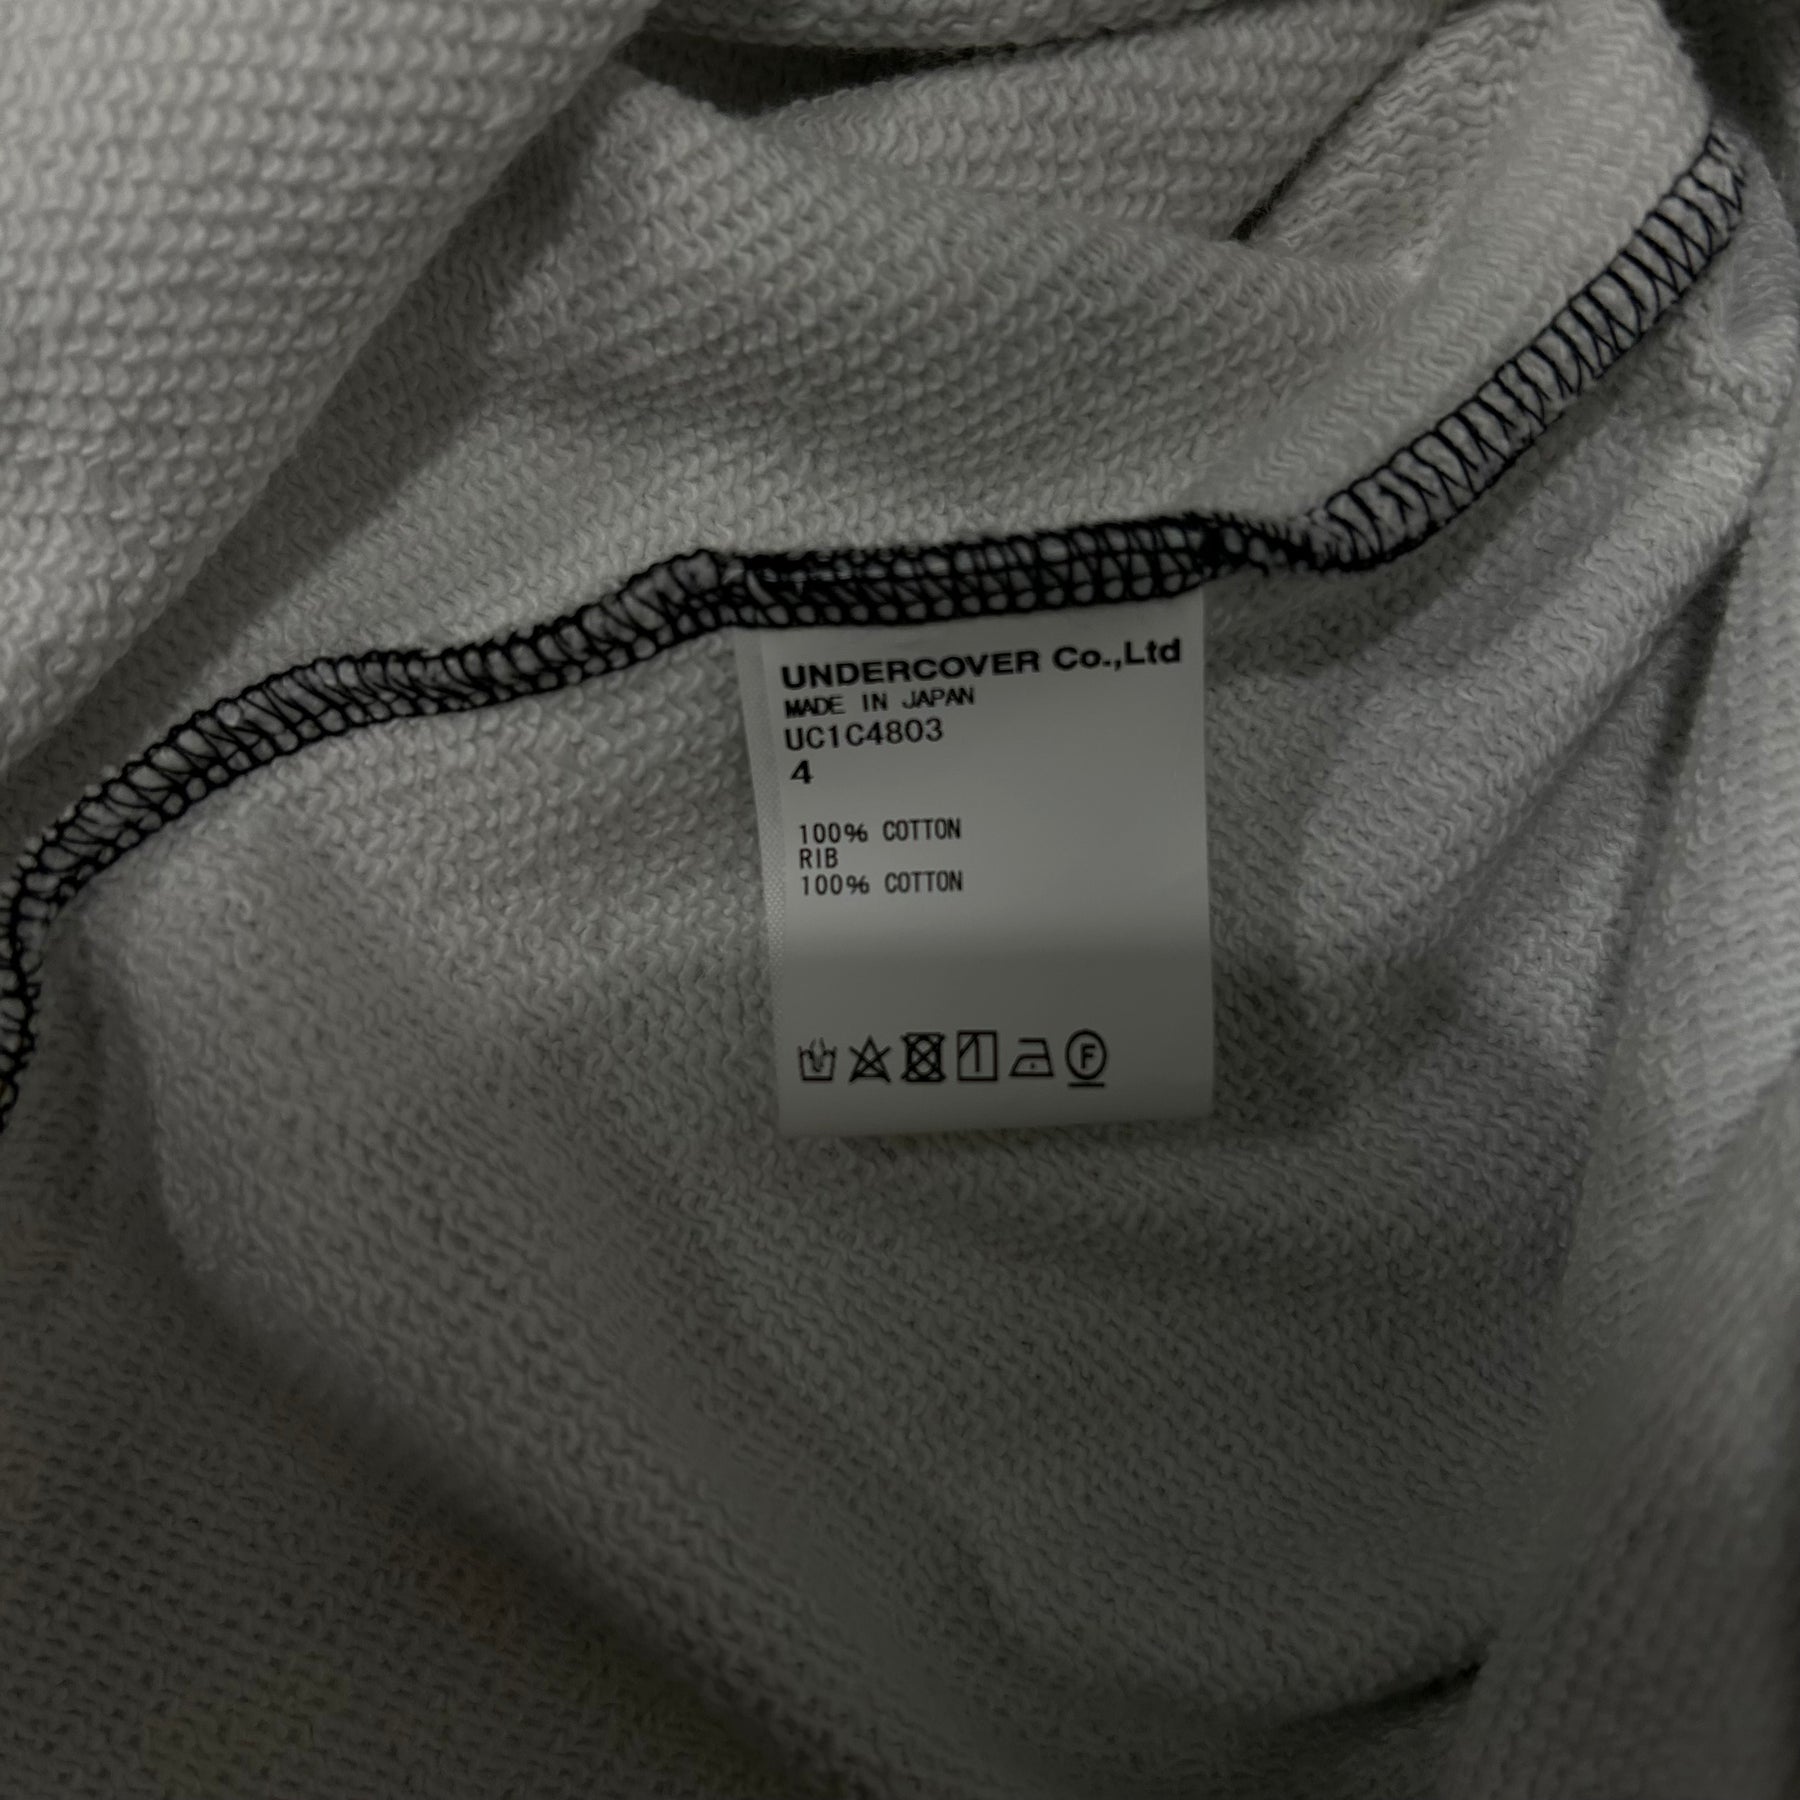 UNDERCOVER Co.,Ltd
MADE IN JAPAN
UC1C4803
4
100% COTTON
RIB
100% COTTON
F